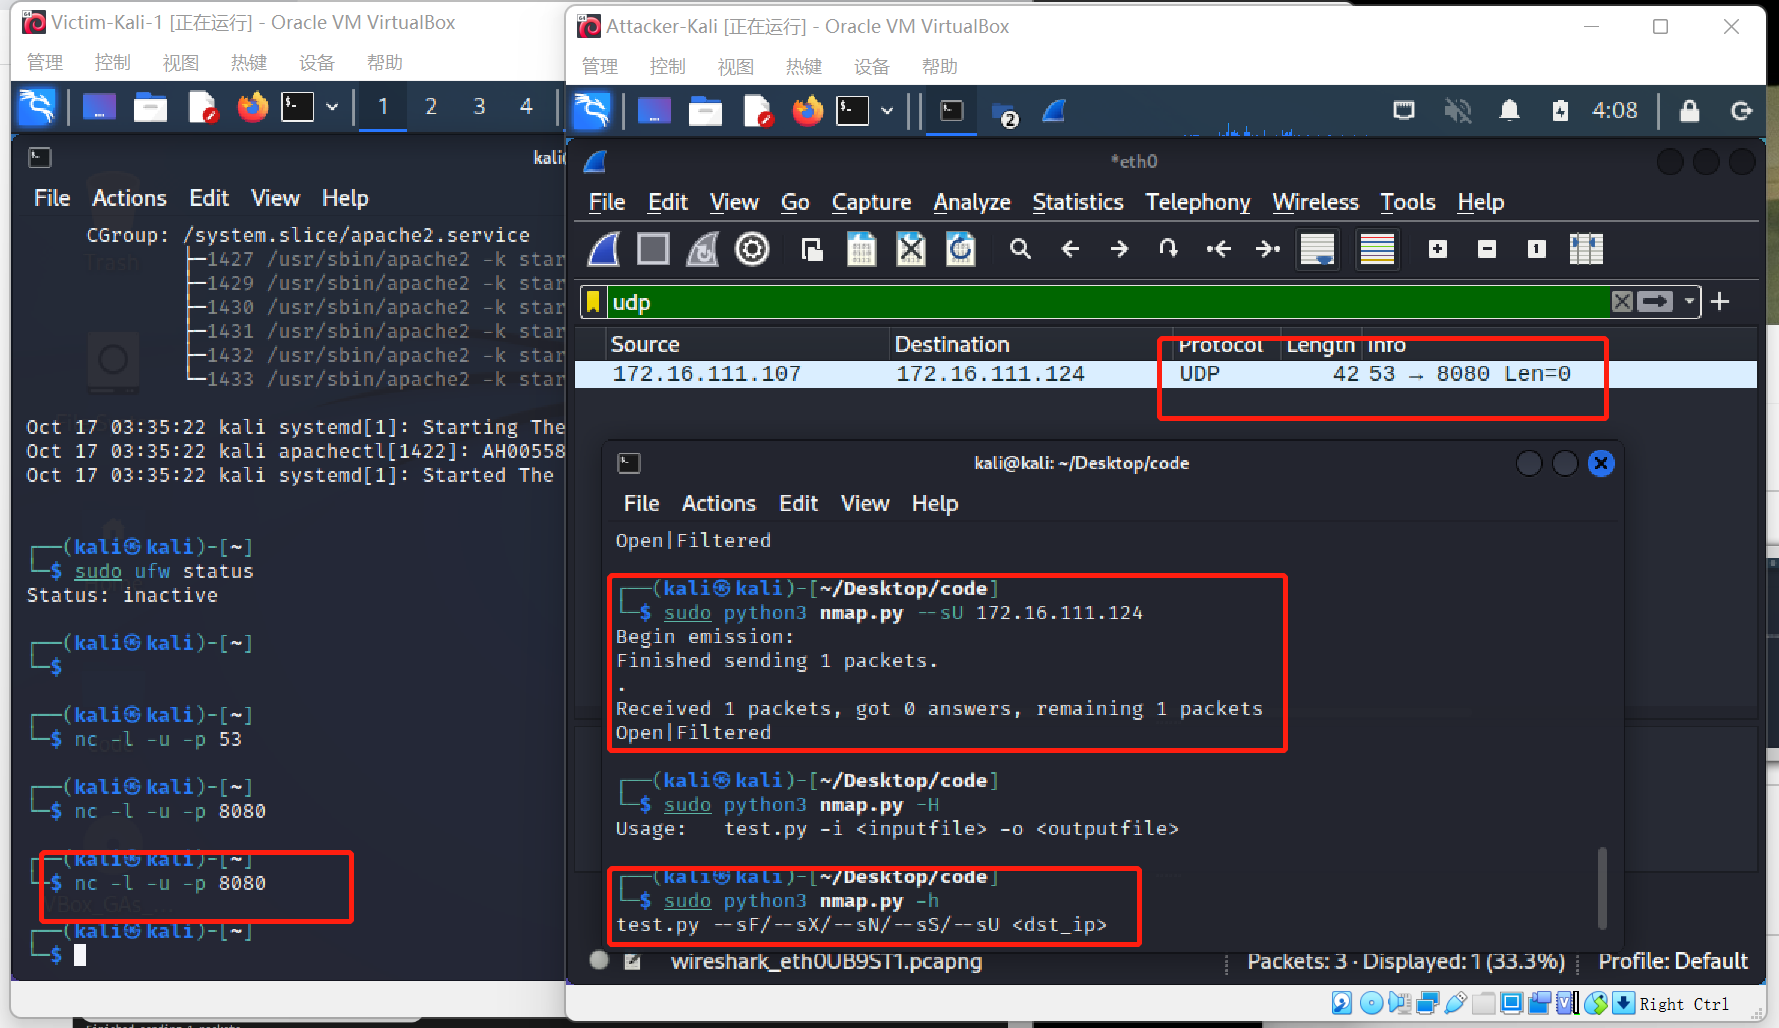 Victim-Kali-1 [正在运行] - Oracle VM VirtualBox
管理 控制 视图 热键 设备 帮助
1 2 3 4
kali
File Actions Edit View Help
CGroup: /system.slice/apache2.service
├─1427 /usr/sbin/apache2 -k star
├─1429 /usr/sbin/apache2 -k star
├─1430 /usr/sbin/apache2 -k star
├─1431 /usr/sbin/apache2 -k star
├─1432 /usr/sbin/apache2 -k star
└─1433 /usr/sbin/apache2 -k star
Trash
Oct 17 03:35:22 kali systemd[1]: Starting The
Oct 17 03:35:22 kali apachectl[1422]: AH00558
Oct 17 03:35:22 kali systemd[1]: Started The
┌──(kali㉿kali)-[~]
└─$ sudo ufw status
Status: inactive
┌──(kali㉿kali)-[~]
└─$
┌──(kali㉿kali)-[~]
└─$ nc -l -u -p 53
┌──(kali㉿kali)-[~]
└─$ nc -l -u -p 8080
┌──(kali㉿kali)-[~]
└─$ nc -l -u -p 8080
VBox_GAs_...
┌──(kali㉿kali)-[~]
└─$
Attacker-Kali [正在运行] - Oracle VM VirtualBox
管理 控制 视图 热键 设备 帮助
2 4:08
*eth0
File Edit View Go Capture Analyze Statistics Telephony Wireless Tools Help
udp
Source Destination Protocol Length Info
172.16.111.107 172.16.111.124 UDP 42 53 → 8080 Len=0
kali@kali: ~/Desktop/code
File Actions Edit View Help
Open|Filtered
┌──(kali㉿kali)-[~/Desktop/code]
└─$ sudo python3 nmap.py --sU 172.16.111.124
Begin emission:
Finished sending 1 packets.
.
Received 1 packets, got 0 answers, remaining 1 packets
Open|Filtered
┌──(kali㉿kali)-[~/Desktop/code]
└─$ sudo python3 nmap.py -H
Usage: test.py -i <inputfile> -o <outputfile>
┌──(kali㉿kali)-[~/Desktop/code]
└─$ sudo python3 nmap.py -h
test.py --sF/--sX/--sN/--sS/--sU <dst_ip>
wireshark_eth0UB9ST1.pcapng Packets: 3 · Displayed: 1 (33.3%) Profile: Default
Right Ctrl